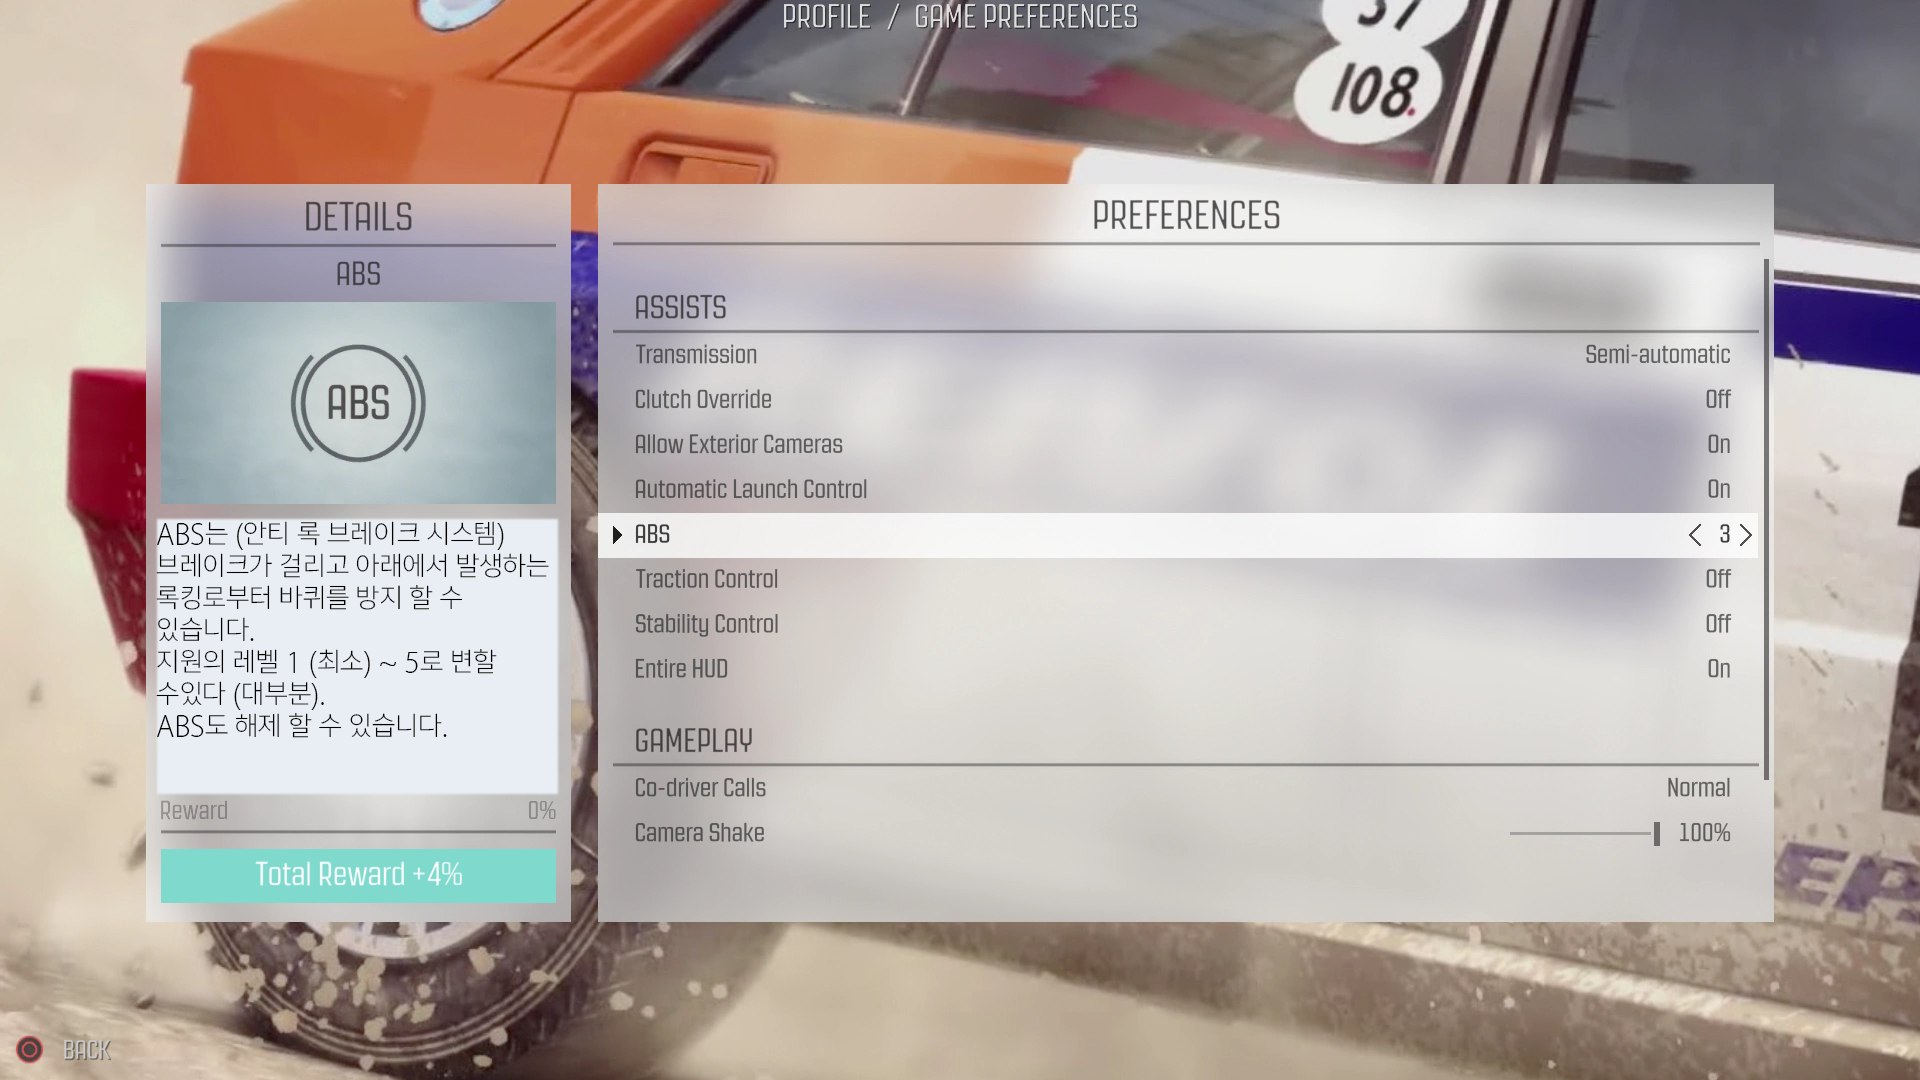 PROFILE / GAME PREFERENCES
108.
DETAILS
ABS
ABS
ABS는 (안티 록 브레이크 시스템)
브레이크가 걸리고 아래에서 발생하는
록킹로부터 바퀴를 방지 할 수
있습니다.
지원의 레벨 1 (최소) ~ 5로 변할
수있다 (대부분).
ABS도 해제 할 수 있습니다.
Reward 0%
Total Reward +4%
PREFERENCES
ASSISTS
Transmission Semi-automatic
Clutch Override Off
Allow Exterior Cameras On
Automatic Launch Control On
ABS 3
Traction Control Off
Stability Control Off
Entire HUD On
GAMEPLAY
Co-driver Calls Normal
Camera Shake 100%
BACK